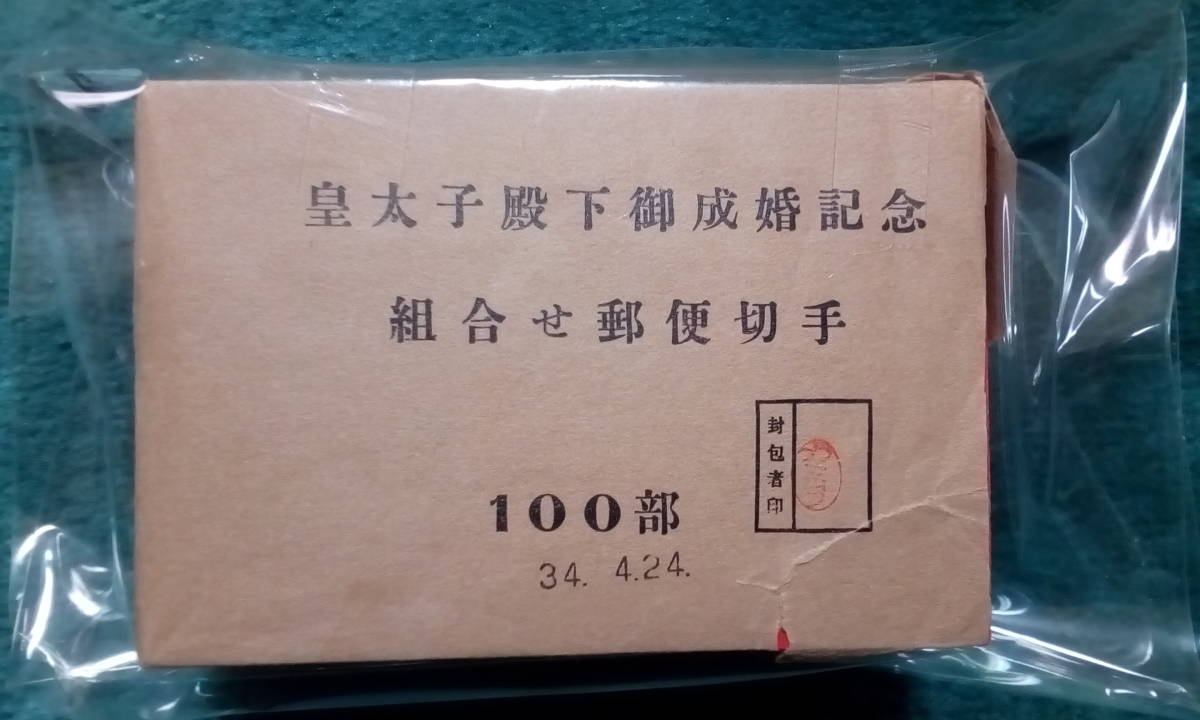 皇太子殿下御成婚記念
組合せ郵便切手
封包者印
100部
34. 4.24.